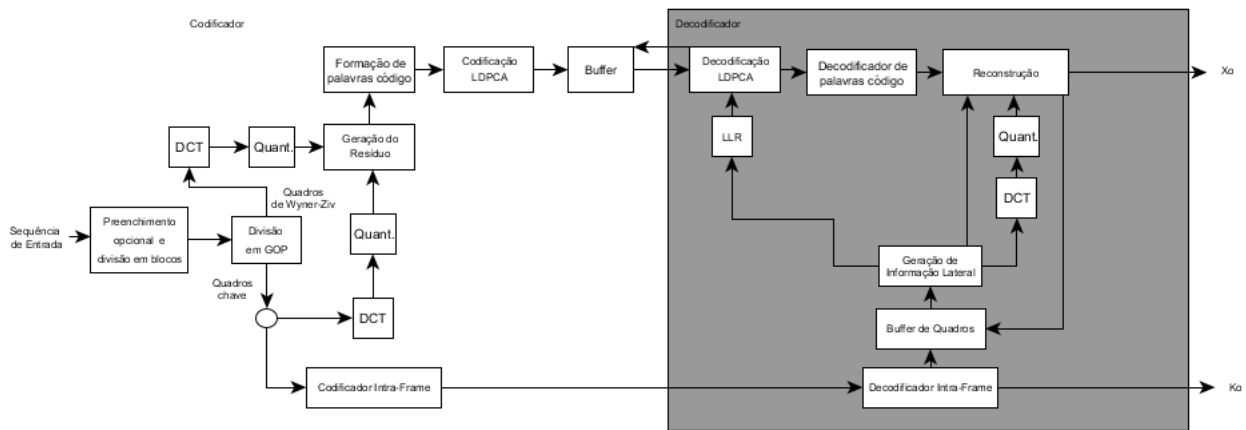 Codificador
Decodificador
Formação de
palavras código
Codificação
LDPCA
Buffer
Decodificação
LDPCA
Decodificador de
palavras código
Reconstrução
Xo
DCT
Quant.
Geração do
Resíduo
LLR
Quant.
DCT
Quadros
de Wyner-Ziv
Sequência
de Entrada
Preenchimento
opcional e
divisão em blocos
Divisão
em GOP
Quant.
Quadros
chave
DCT
Geração de
Informação Lateral
Buffer de Quadros
Codificador Intra-Frame
Decodificador Intra-Frame
Ko